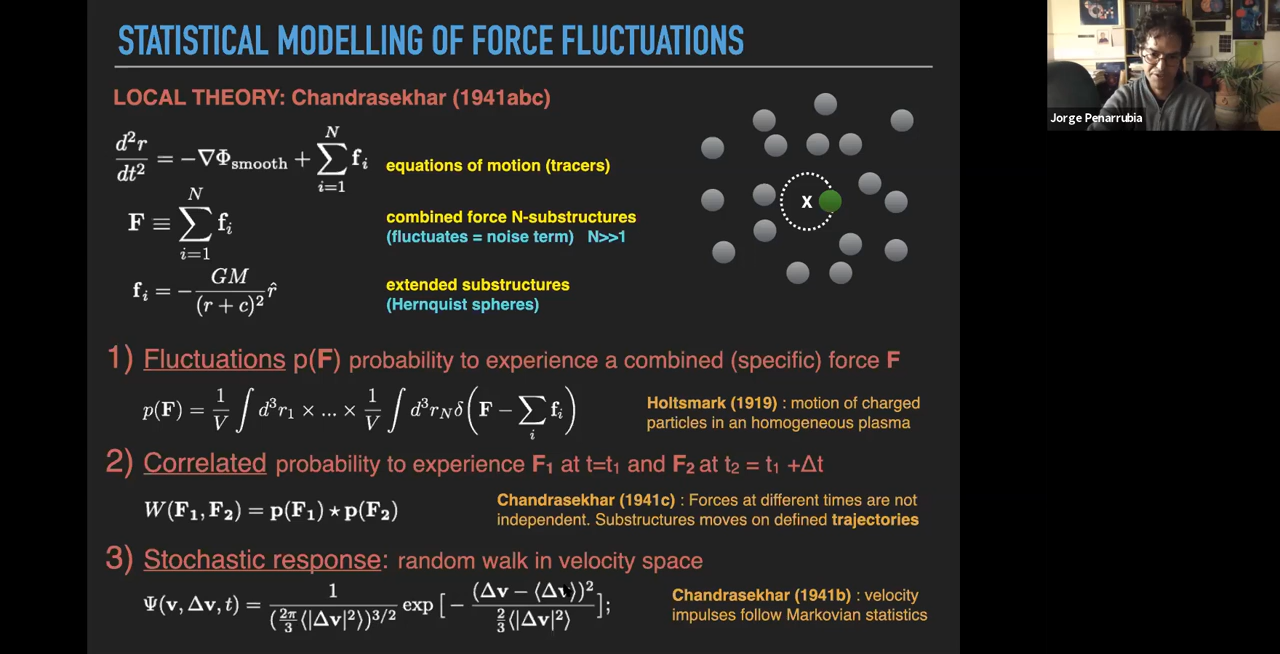 STATISTICAL MODELLING OF FORCE FLUCTUATIONS
Jorge Penarrubia
LOCAL THEORY: Chandrasekhar (1941abc)
d²r/dt² = −∇Φ_smooth + ∑_{i=1}^{N} f_i
equations of motion (tracers)
F ≡ ∑_{i=1}^{N} f_i
combined force N-substructures
(fluctuates = noise term) N>>1
f_i = − GM/(r + c)² r̂
extended substructures
(Hernquist spheres)
X
1) Fluctuations p(F) probability to experience a combined (specific) force F
p(F) = 1/V ∫ d³r₁ × ... × 1/V ∫ d³r_N δ(F − ∑_i f_i)
Holtsmark (1919) : motion of charged
particles in an homogeneous plasma
2) Correlated probability to experience F₁ at t=t₁ and F₂ at t₂ = t₁ +Δt
W(F₁, F₂) = p(F₁) ⋆ p(F₂)
Chandrasekhar (1941c) : Forces at different times are not
independent. Substructures moves on defined trajectories
3) Stochastic response: random walk in velocity space
Ψ(v, Δv, t) = 1/(2π/3 ⟨|Δv|²⟩)^{3/2} exp[ − (Δv − ⟨Δv⟩)² / (2/3 ⟨|Δv|²⟩) ];
Chandrasekhar (1941b) : velocity
impulses follow Markovian statistics